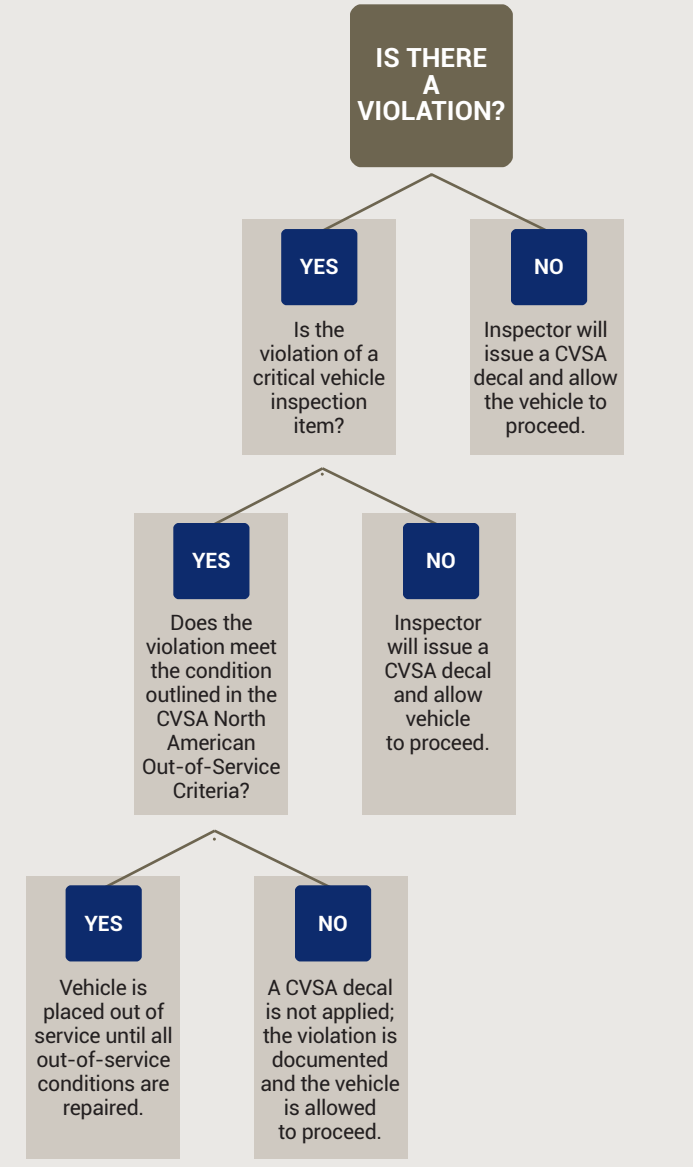 IS THERE
A
VIOLATION?
YES
Is the
violation of a
critical vehicle
inspection
item?
NO
Inspector will
issue a CVSA
decal and allow
the vehicle to
proceed.
YES
Does the
violation meet
the condition
outlined in the
CVSA North
American
Out-of-Service
Criteria?
NO
Inspector
will issue a
CVSA decal
and allow
vehicle
to proceed.
YES
Vehicle is
placed out of
service until all
out-of-service
conditions are
repaired.
NO
A CVSA decal
is not applied;
the violation is
documented
and the vehicle
is allowed
to proceed.